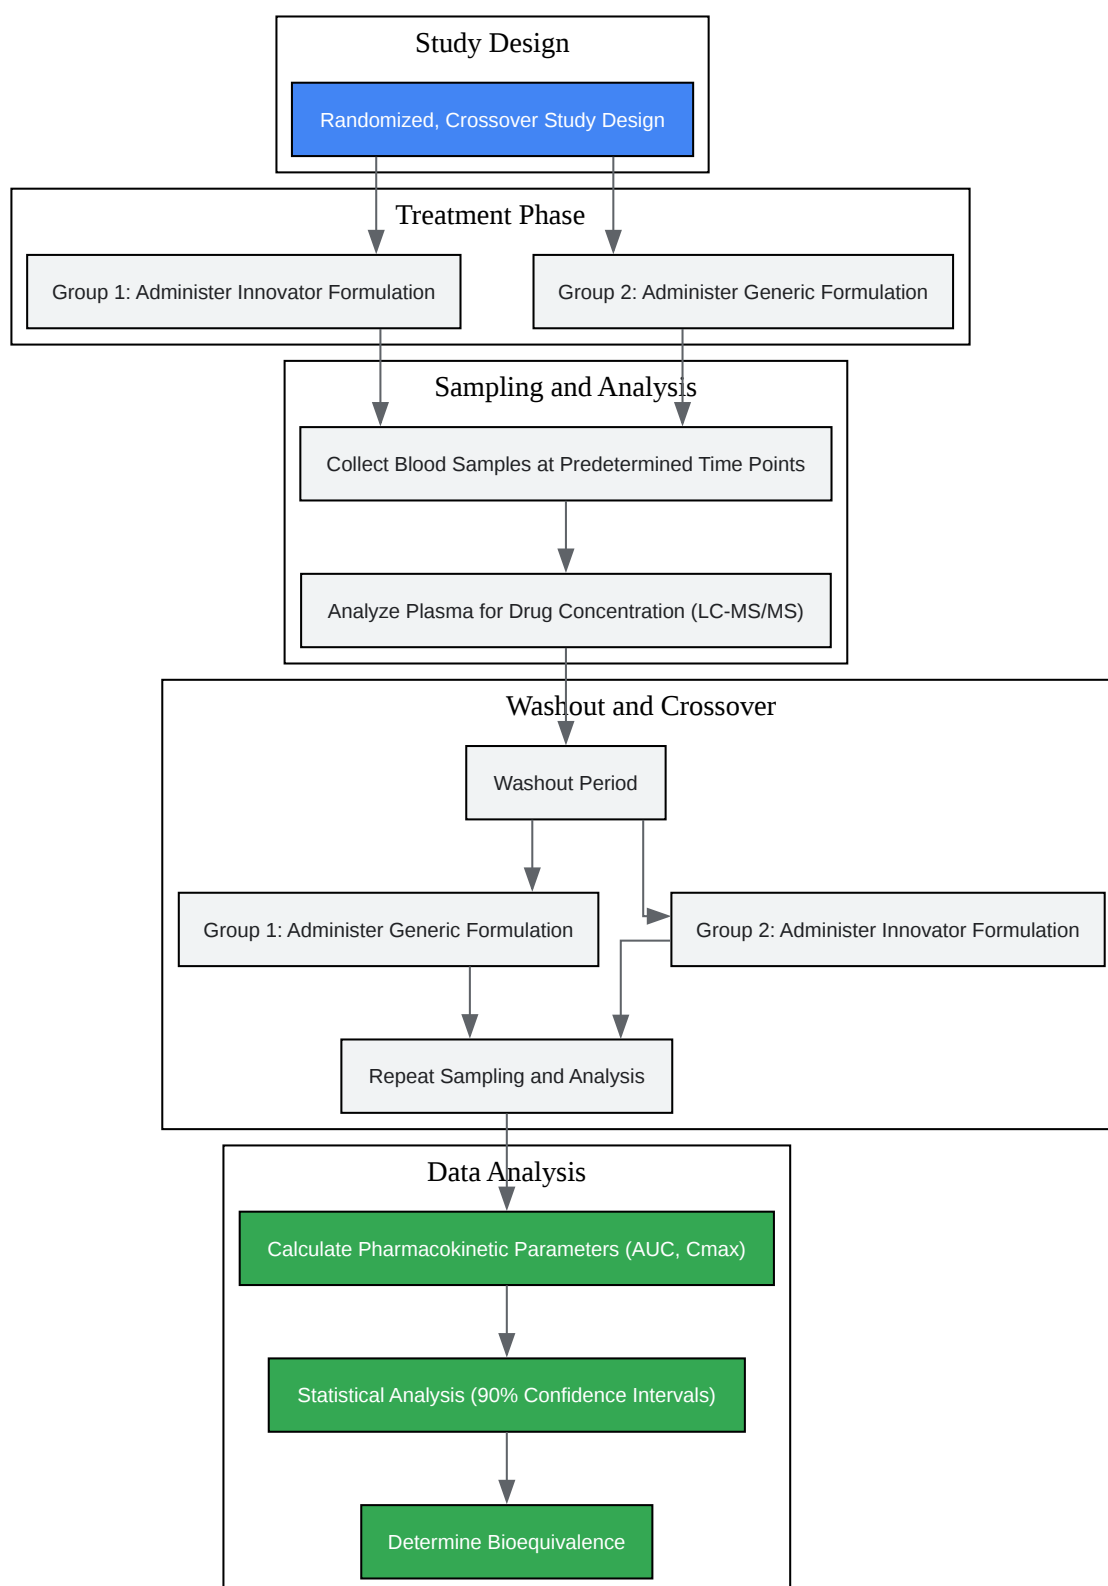 Study Design
Randomized, Crossover Study Design
Treatment Phase
Group 1: Administer Innovator Formulation
Group 2: Administer Generic Formulation
Sampling and Analysis
Collect Blood Samples at Predetermined Time Points
Analyze Plasma for Drug Concentration (LC-MS/MS)
Washout and Crossover
Washout Period
Group 1: Administer Generic Formulation
Group 2: Administer Innovator Formulation
Repeat Sampling and Analysis
Data Analysis
Calculate Pharmacokinetic Parameters (AUC, Cmax)
Statistical Analysis (90% Confidence Intervals)
Determine Bioequivalence